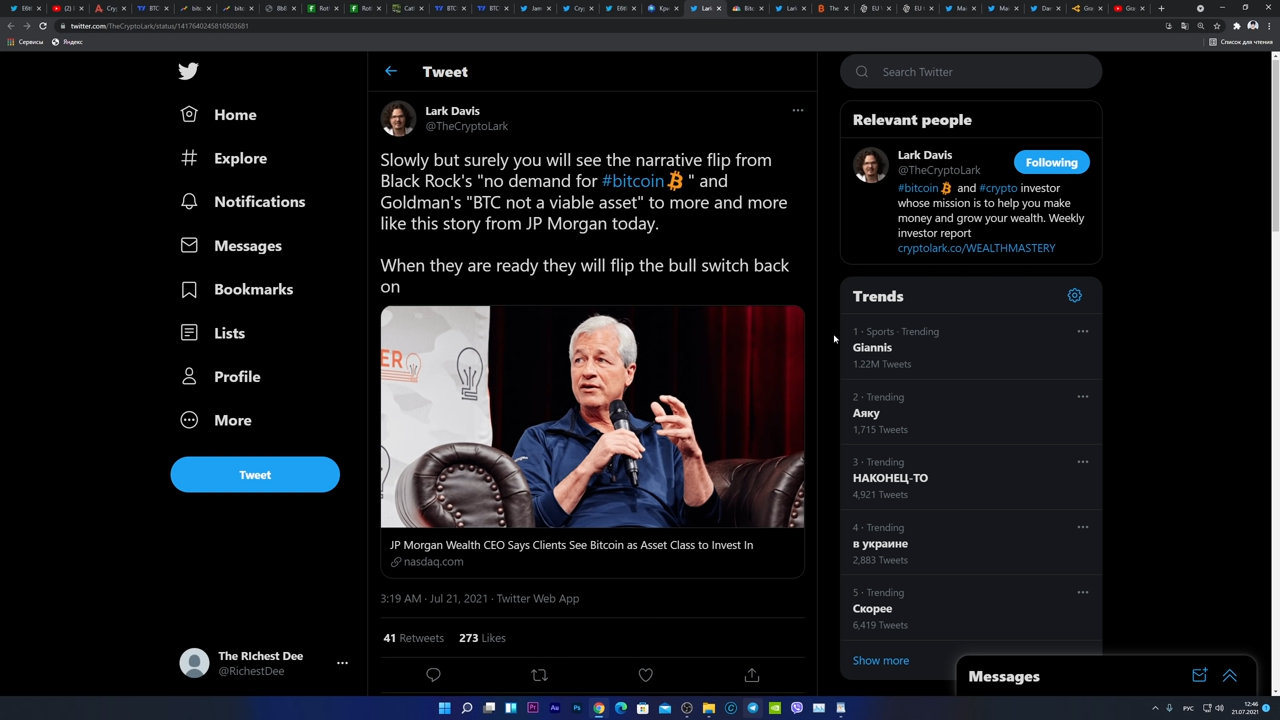 twitter.com/TheCryptoLark/status/1417640245810503681
Сервисы
Яндекс
Список для чтения
Home
Explore
Notifications
Messages
Bookmarks
Lists
Profile
More
Tweet
The RIchest Dee
@RichestDee
Tweet
Lark Davis
@TheCryptoLark
Slowly but surely you will see the narrative flip from
Black Rock's "no demand for #bitcoin " and
Goldman's "BTC not a viable asset" to more and more
like this story from JP Morgan today.
When they are ready they will flip the bull switch back
on
JP Morgan Wealth CEO Says Clients See Bitcoin as Asset Class to Invest In
nasdaq.com
3:19 AM · Jul 21, 2021 · Twitter Web App
41 Retweets 273 Likes
Search Twitter
Relevant people
Lark Davis
@TheCryptoLark
Following
#bitcoin and #crypto investor
whose mission is to help you make
money and grow your wealth. Weekly
investor report
cryptolark.co/WEALTHMASTERY
Trends
1 · Sports · Trending
Giannis
1.22M Tweets
2 · Trending
Аяку
1,715 Tweets
3 · Trending
НАКОНЕЦ-ТО
4,921 Tweets
4 · Trending
в украине
2,883 Tweets
5 · Trending
Скорее
6,419 Tweets
Show more
Messages
РУС
12:46
21.07.2021